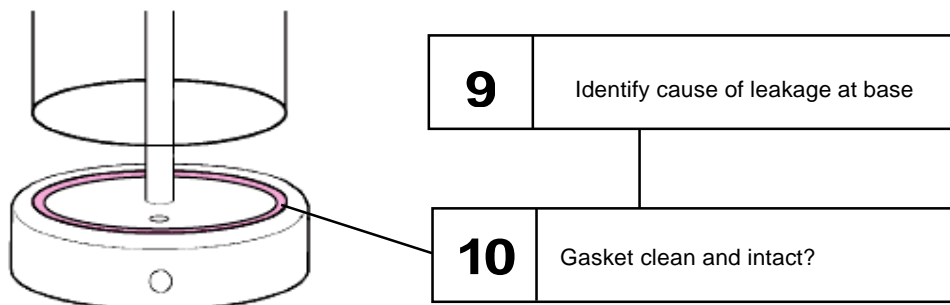 9 Identify cause of leakage at base
10 Gasket clean and intact?